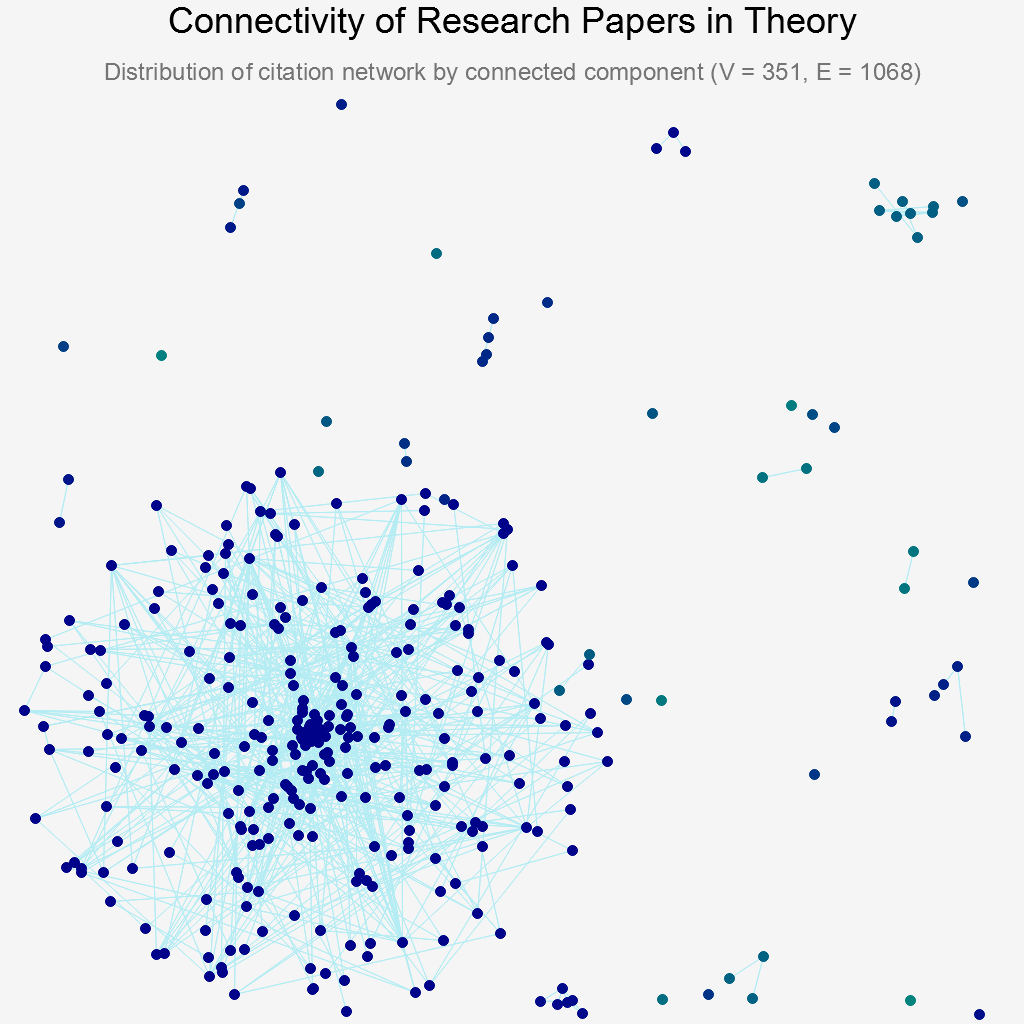 Connectivity of Research Papers in Theory
Distribution of citation network by connected component (V = 351, E = 1068)